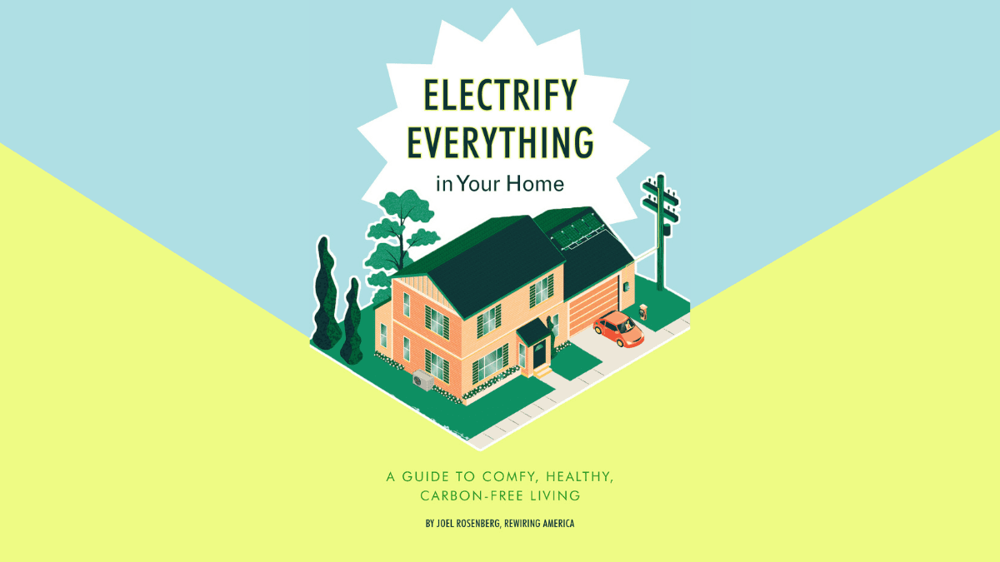 ELECTRIFY
EVERYTHING
in Your Home
A GUIDE TO COMFY, HEALTHY,
CARBON-FREE LIVING
BY JOEL ROSENBERG, REWIRING AMERICA